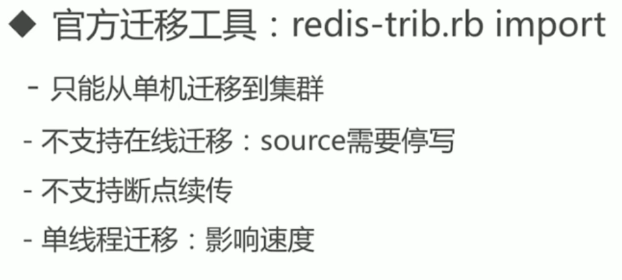 ◆ 官方迁移工具：redis-trib.rb import
- 只能从单机迁移到集群
- 不支持在线迁移：source需要停写
- 不支持断点续传
- 单线程迁移：影响速度